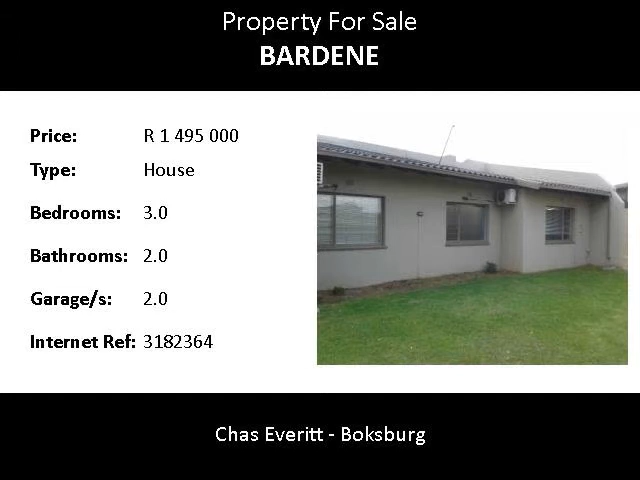 Property For Sale
BARDENE
Price: R 1 495 000
Type: House
Bedrooms: 3.0
Bathrooms: 2.0
Garage/s: 2.0
Internet Ref: 3182364
Chas Everitt - Boksburg